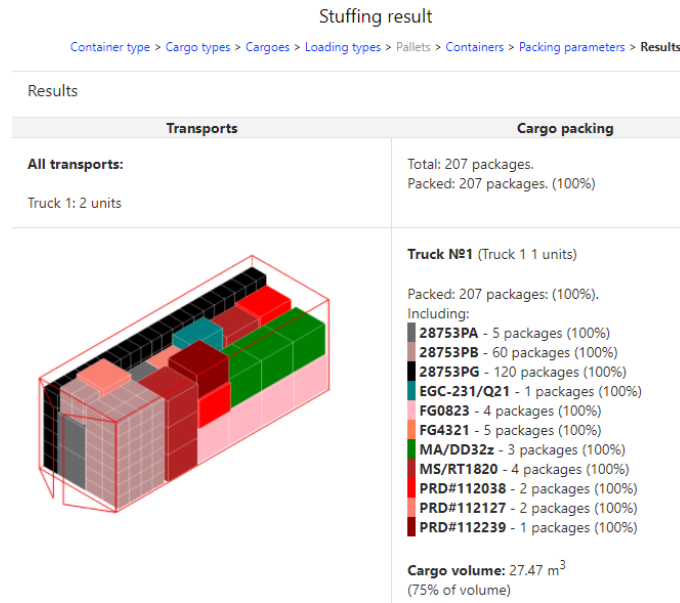 Stuffing result
Container type > Cargo types > Cargoes > Loading types > Pallets > Containers > Packing parameters > Results
Results
Transports
Cargo packing
All transports:
Truck 1: 2 units
Total: 207 packages.
Packed: 207 packages. (100%)
Truck №1 (Truck 1 1 units)
Packed: 207 packages: (100%).
Including:
28753PA - 5 packages (100%)
28753PB - 60 packages (100%)
28753PG - 120 packages (100%)
EGC-231/Q21 - 1 packages (100%)
FG0823 - 4 packages (100%)
FG4321 - 5 packages (100%)
MA/DD32z - 3 packages (100%)
MS/RT1820 - 4 packages (100%)
PRD#112038 - 2 packages (100%)
PRD#112127 - 2 packages (100%)
PRD#112239 - 1 packages (100%)
Cargo volume: 27.47 m³
(75% of volume)